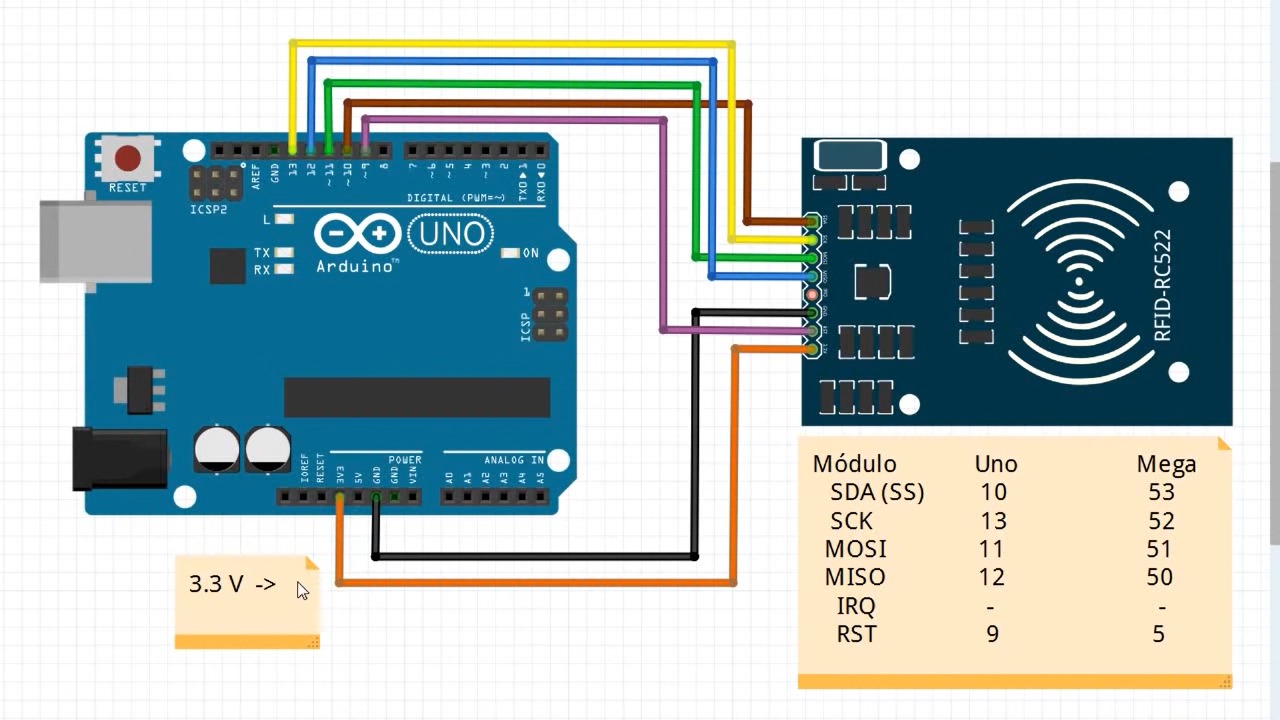 RESET
ICSP2
AREF
GND
13
12
~11
~10
~9
8
7
~6
~5
4
~3
2
TXD▶1
RXD◀0
DIGITAL (PWM=~)
L
TX
RX
UNO
Arduino™
ON
1
ICSP
IOREF
RESET
3V3
5V
GND
GND
VIN
POWER
ANALOG IN
A0
A1
A2
A3
A4
A5
RFID-RC522
3.3 V ->
Módulo Uno Mega
SDA (SS) 10 53
SCK 13 52
MOSI 11 51
MISO 12 50
IRQ - -
RST 9 5